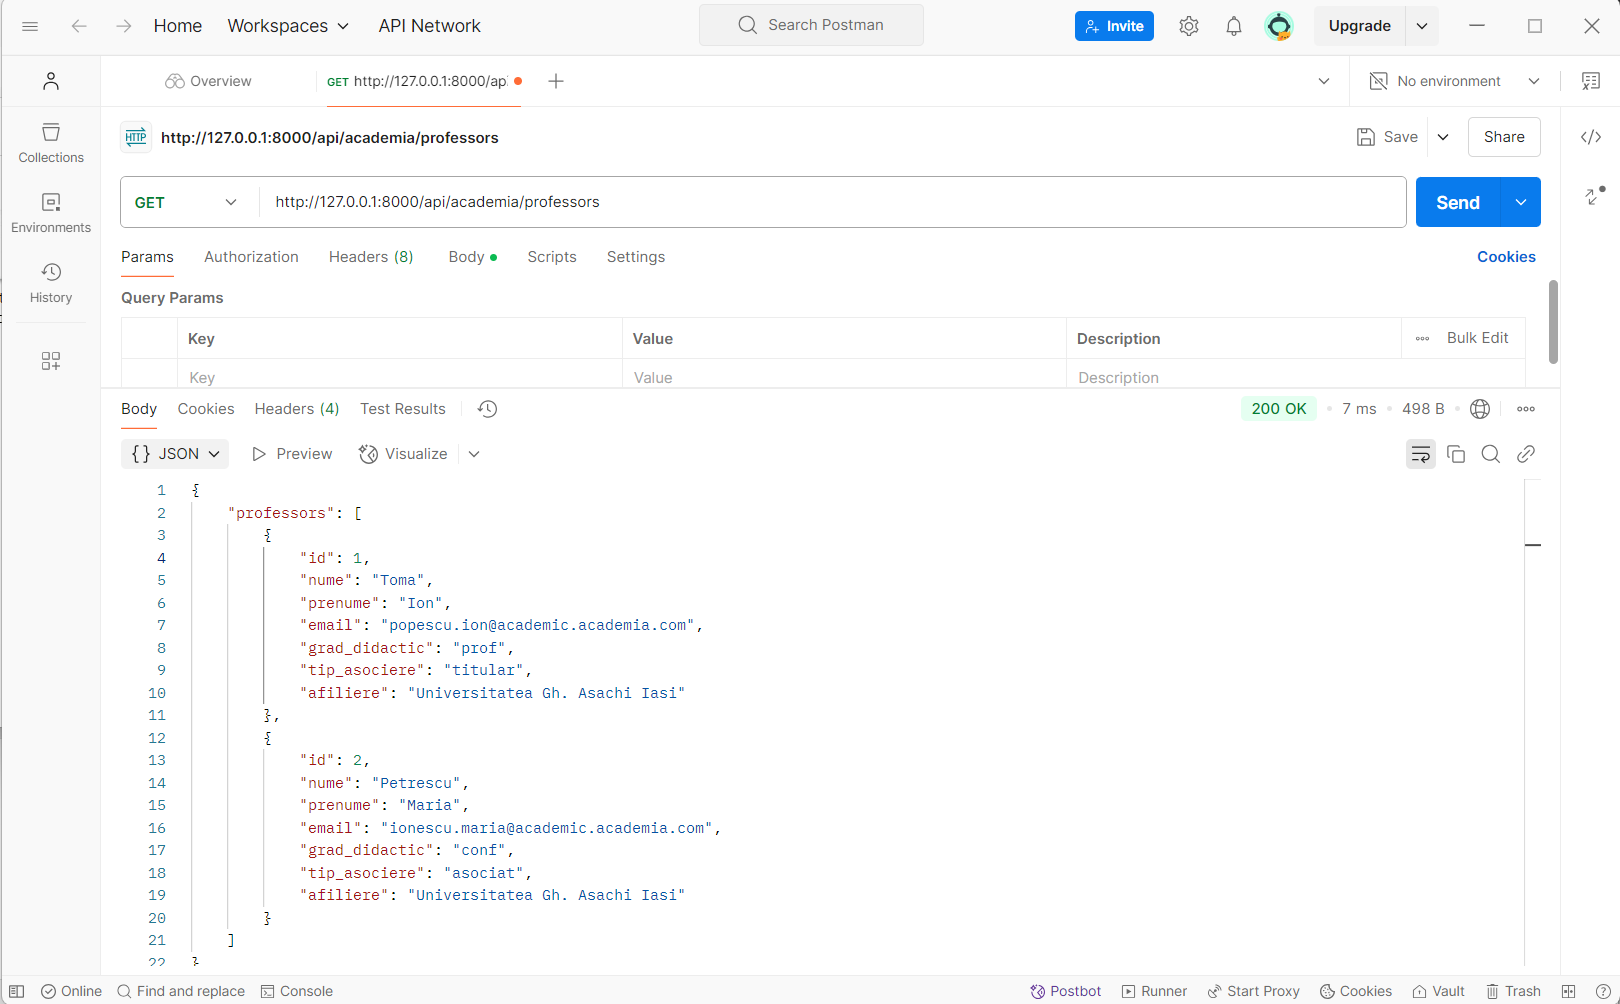 Home Workspaces API Network Search Postman Invite Upgrade
Overview GET http://127.0.0.1:8000/ap No environment
HTTP http://127.0.0.1:8000/api/academia/professors Save Share
Collections
GET http://127.0.0.1:8000/api/academia/professors Send
Environments
Params Authorization Headers (8) Body Scripts Settings Cookies
History
Query Params
Key Value Description Bulk Edit
Key Value Description
Body Cookies Headers (4) Test Results 200 OK 7 ms 498 B
{} JSON Preview Visualize
1 {
2 "professors": [
3 {
4 "id": 1,
5 "nume": "Toma",
6 "prenume": "Ion",
7 "email": "popescu.ion@academic.academia.com",
8 "grad_didactic": "prof",
9 "tip_asociere": "titular",
10 "afiliere": "Universitatea Gh. Asachi Iasi"
11 },
12 {
13 "id": 2,
14 "nume": "Petrescu",
15 "prenume": "Maria",
16 "email": "ionescu.maria@academic.academia.com",
17 "grad_didactic": "conf",
18 "tip_asociere": "asociat",
19 "afiliere": "Universitatea Gh. Asachi Iasi"
20 }
21 ]
22 }
Online Find and replace Console Postbot Runner Start Proxy Cookies Vault Trash